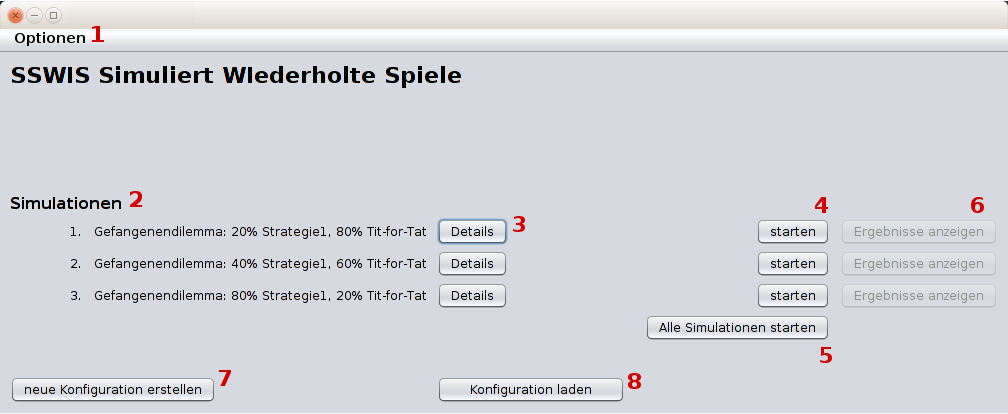 Optionen 1
SSWIS Simuliert WIederholte Spiele
Simulationen 2
4 6
1. Gefangenendilemma: 20% Strategie1, 80% Tit-for-Tat Details 3 starten Ergebnisse anzeigen
2. Gefangenendilemma: 40% Strategie1, 60% Tit-for-Tat Details starten Ergebnisse anzeigen
3. Gefangenendilemma: 80% Strategie1, 20% Tit-for-Tat Details starten Ergebnisse anzeigen
Alle Simulationen starten
5
neue Konfiguration erstellen 7 Konfiguration laden 8